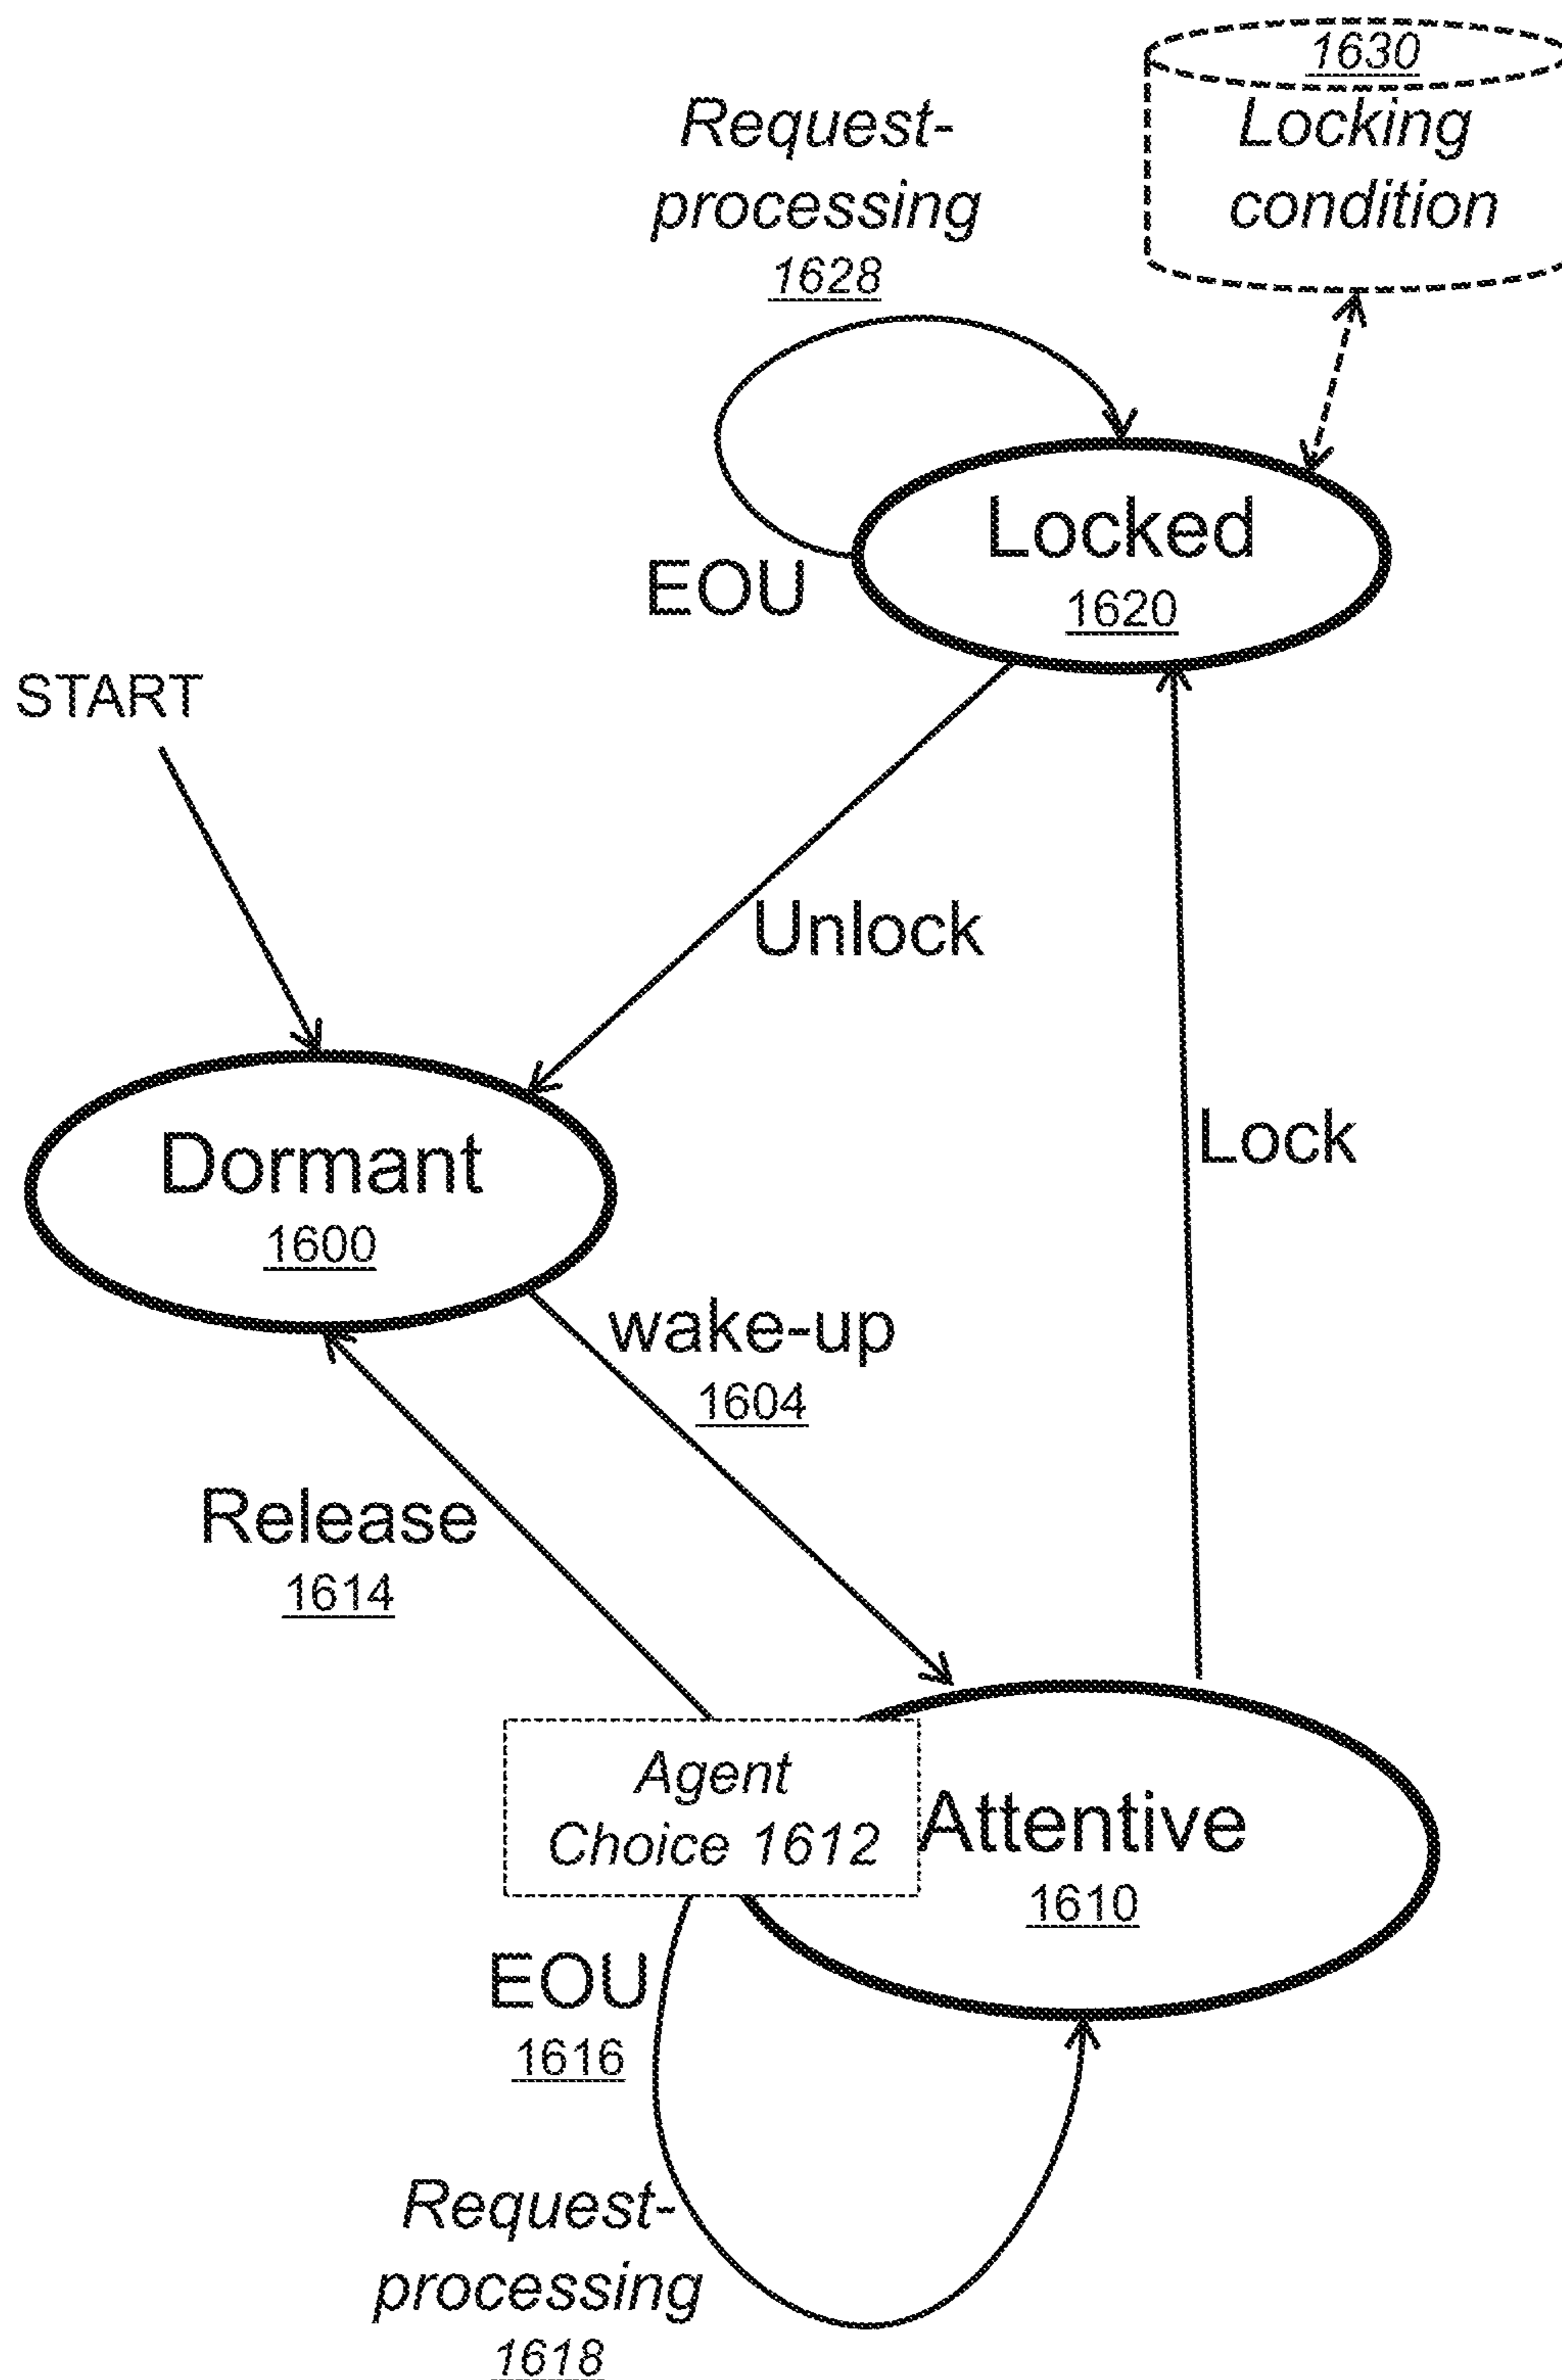 1630
Locking
condition
Request-
processing
1628
Locked
1620
EOU
START
Unlock
Lock
Dormant
1600
wake-up
1604
Release
1614
Agent
Choice 1612
Attentive
1610
EOU
1616
Request-
processing
1618